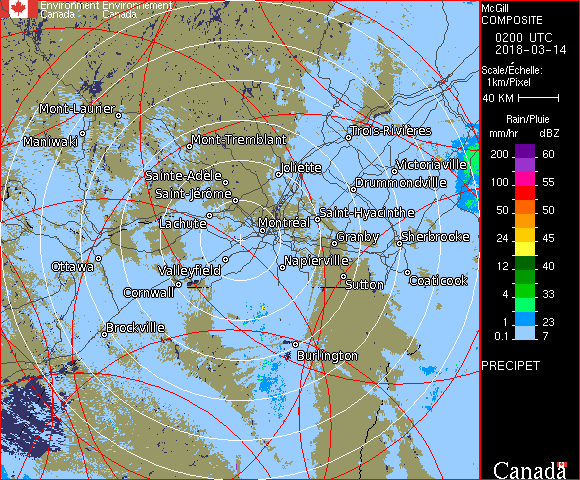 Environment Environnement
Canada Canada
McGill
COMPOSITE
0200 UTC
2018-03-14
Scale/Échelle:
1km/Pixel
40 KM
Rain/Pluie
mm/hr dBZ
200 60
100 55
50 50
24 45
12 40
4 33
1 23
0.1 7
PRECIPET
Canada
Mont-Laurier
Maniwaki
Mont-Tremblant
Trois-Rivières
Joliette
Victoriaville
Sainte-Adèle
Drummondville
Saint-Jérôme
Saint-Hyacinthe
Lachute
Montréal
Granby
Sherbrooke
Ottawa
Napierville
Valleyfield
Sutton
Coaticook
Cornwall
Brockville
Burlington